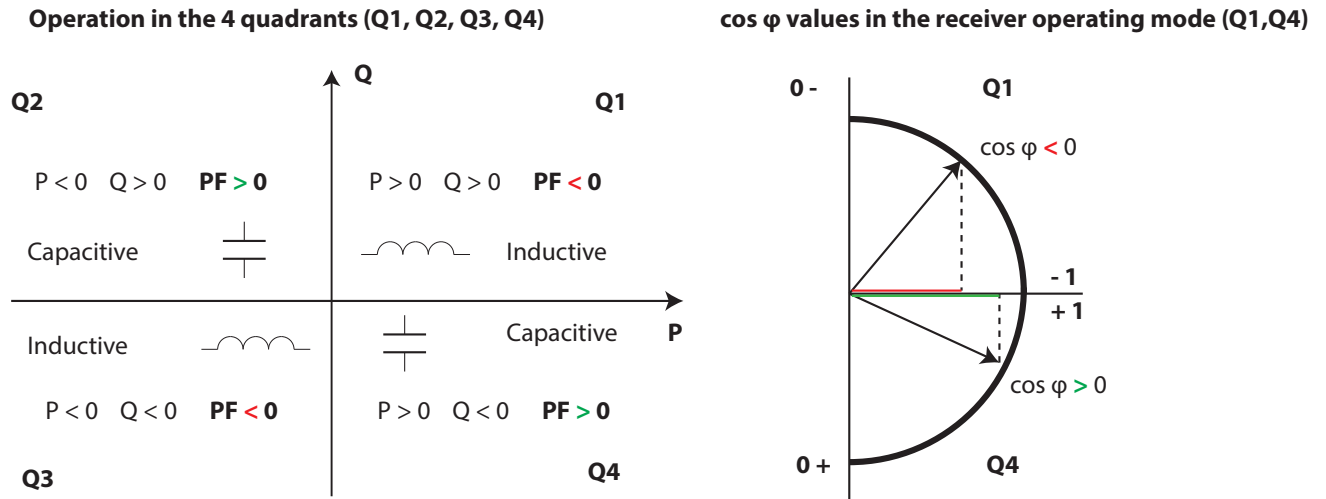 Operation in the 4 quadrants (Q1, Q2, Q3, Q4)
Q
Q2
Q1
P < 0 Q > 0 PF > 0
P > 0 Q > 0 PF < 0
Capacitive
Inductive
P
Inductive
Capacitive
P < 0 Q < 0 PF < 0
P > 0 Q < 0 PF > 0
Q3
Q4
cos φ values in the receiver operating mode (Q1,Q4)
0 -
Q1
cos φ < 0
- 1
+ 1
cos φ > 0
0 +
Q4